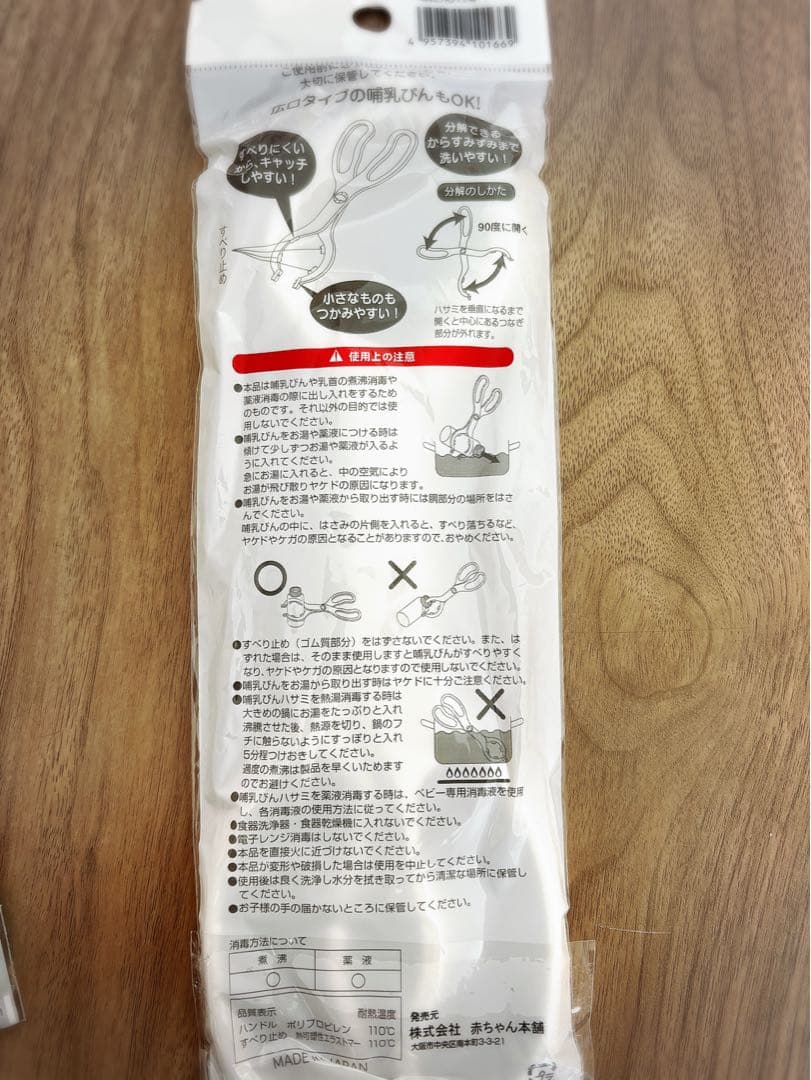 4 957394 101669
ご使用前に
大切に保管してください。
広口タイプの哺乳びんもOK!
すべりにくい
から、キャッチ
しやすい！
分解できる
からすみずみまで
洗いやすい！
分解のしかた
90度に開く
すべり止め
小さなものも
つかみやすい！
ハサミを垂直になるまで
開くと中心にあるつなぎ
部分が外れます。
使用上の注意
●本品は哺乳びんや乳首の煮沸消毒や
薬液消毒の際に出し入れをするため
のものです。それ以外の目的では使
用しないでください。
●哺乳びんをお湯や薬液につける時は
傾けて少しずつお湯や薬液が入るよ
うに入れてください。
急にお湯に入れると、中の空気により
お湯が飛び散りヤケドの原因になります。
●哺乳びんをお湯や薬液から取り出す時には胴部分の場所をはさ
んでください。
哺乳びんの中に、はさみの片側を入れると、すべり落ちるなど、
ヤケドやケガの原因となることがありますので、おやめください。
●すべり止め（ゴム質部分）をはずさないでください。また、は
ずれた場合は、そのまま使用しますと哺乳びんがすべりやすく
なり、ヤケドやケガの原因となりますので使用しないでください。
●哺乳びんをお湯から取り出す時はヤケドに十分ご注意ください。
●哺乳びんハサミを熱湯消毒する時は
大きめの鍋にお湯をたっぷりと入れ
沸騰させた後、熱源を切り、鍋のフ
チに触らないようにすっぽりと入れ
5分程つけおきしてください。
過度の煮沸は製品を早くいためます
のでお避けください。
●哺乳びんハサミを薬液消毒する時は、ベビー専用消毒液を使用
し、各消毒液の使用方法に従ってください。
●食器洗浄器・食器乾燥機に入れないでください。
●電子レンジ消毒はしないでください。
●本品を直接火に近づけないでください。
●本品が変形や破損した場合は使用を中止してください。
●使用後は良く洗浄し水分を拭き取ってから清潔な場所に保管し
てください。
●お子様の手の届かないところに保管してください。
消毒方法について
煮 沸 薬 液
○ ○
品質表示 耐熱温度
ハンドル ポリプロピレン 110℃
すべり止め 熱可塑性エラストマー 110℃
MADE IN JAPAN
発売元
株式会社 赤ちゃん本舗
大阪市中央区南本町3-3-21